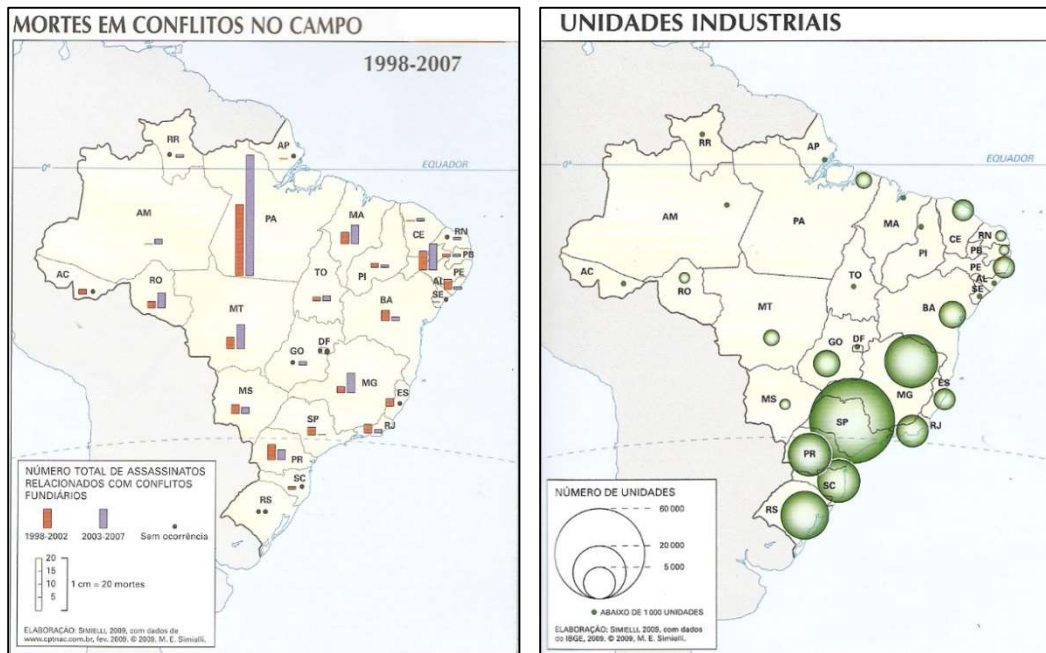 MORTES EM CONFLITOS NO CAMPO
1998-2007
RR
AP
0°
EQUADOR
AM
PA
MA
CE
RN
PB
PE
AL
SE
PI
AC
RO
TO
BA
MT
GO
DF
MG
ES
MS
SP
RJ
PR
SC
RS
NÚMERO TOTAL DE ASSASSINATOS
RELACIONADOS COM CONFLITOS
FUNDIÁRIOS
1998-2002
2003-2007
Sem ocorrência
20
15
10
5
1 cm = 20 mortes
ELABORAÇÃO: SIMIELLI, 2009, com dados de
www.cptnac.com.br, fev. 2009. © 2009, M. E. Simielli.
UNIDADES INDUSTRIAIS
RR
AP
0°
EQUADOR
AM
PA
MA
CE
RN
PB
PE
AL
SE
PI
AC
RO
TO
BA
MT
GO
DF
MG
ES
MS
SP
RJ
PR
SC
RS
NÚMERO DE UNIDADES
60 000
20 000
5 000
ABAIXO DE 1 000 UNIDADES
ELABORAÇÃO: SIMIELLI, 2009, com dados
do IBGE, 2009. © 2009, M. E. Simielli.